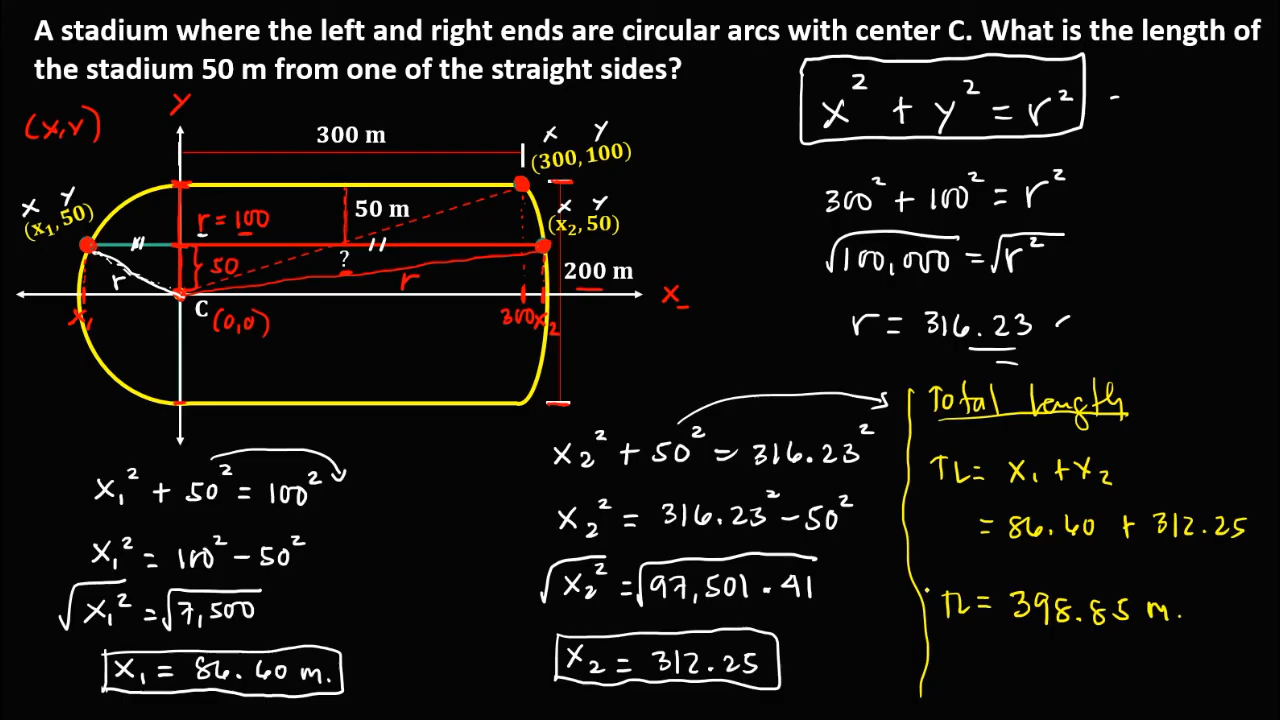 A stadium where the left and right ends are circular arcs with center C. What is the length of
the stadium 50 m from one of the straight sides?
x² + y² = r²
(x,y)
Y
300 m
X Y
(300, 100)
300² + 100² = r²
X Y
(x₁, 50)
r = 100
50 m
X Y
(x₂, 50)
√100,000 = √r²
50
?
200 m
r
r
C
(0,0)
X
x₁
300
x₂
r = 316.23
x₁² + 50² = 100²
x₁² = 100² - 50²
√x₁² = √7,500
x₁ = 86.60 m.
x₂² + 50² = 316.23²
x₂² = 316.23² - 50²
√x₂² = √97,501.41
x₂ = 312.25
Total Length
TL = x₁ + x₂
= 86.60 + 312.25
TL = 398.85 m.